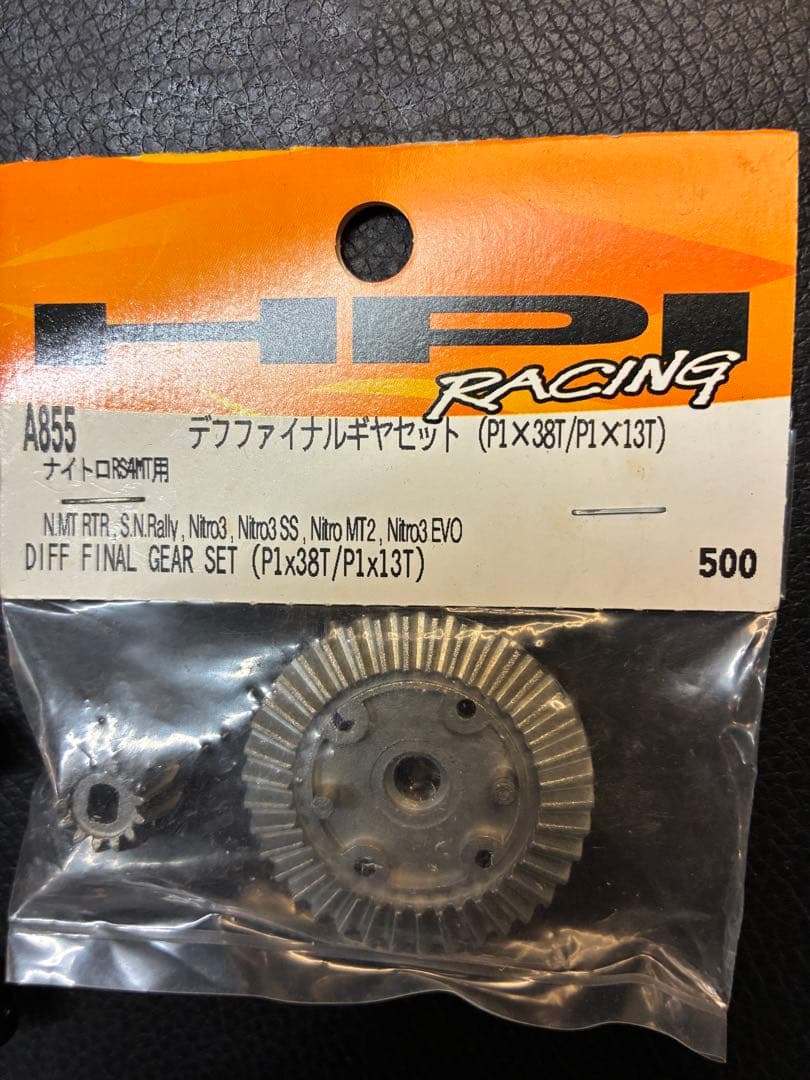 HPI
RACING
A855 デフファイナルギヤセット (P1×38T/P1×13T)
ナイトロRS4MT用
N.MT RTR , S.N.Rally , Nitro3 , Nitro3 SS , Nitro MT2 , Nitro3 EVO
DIFF FINAL GEAR SET (P1x38T/P1x13T) 500